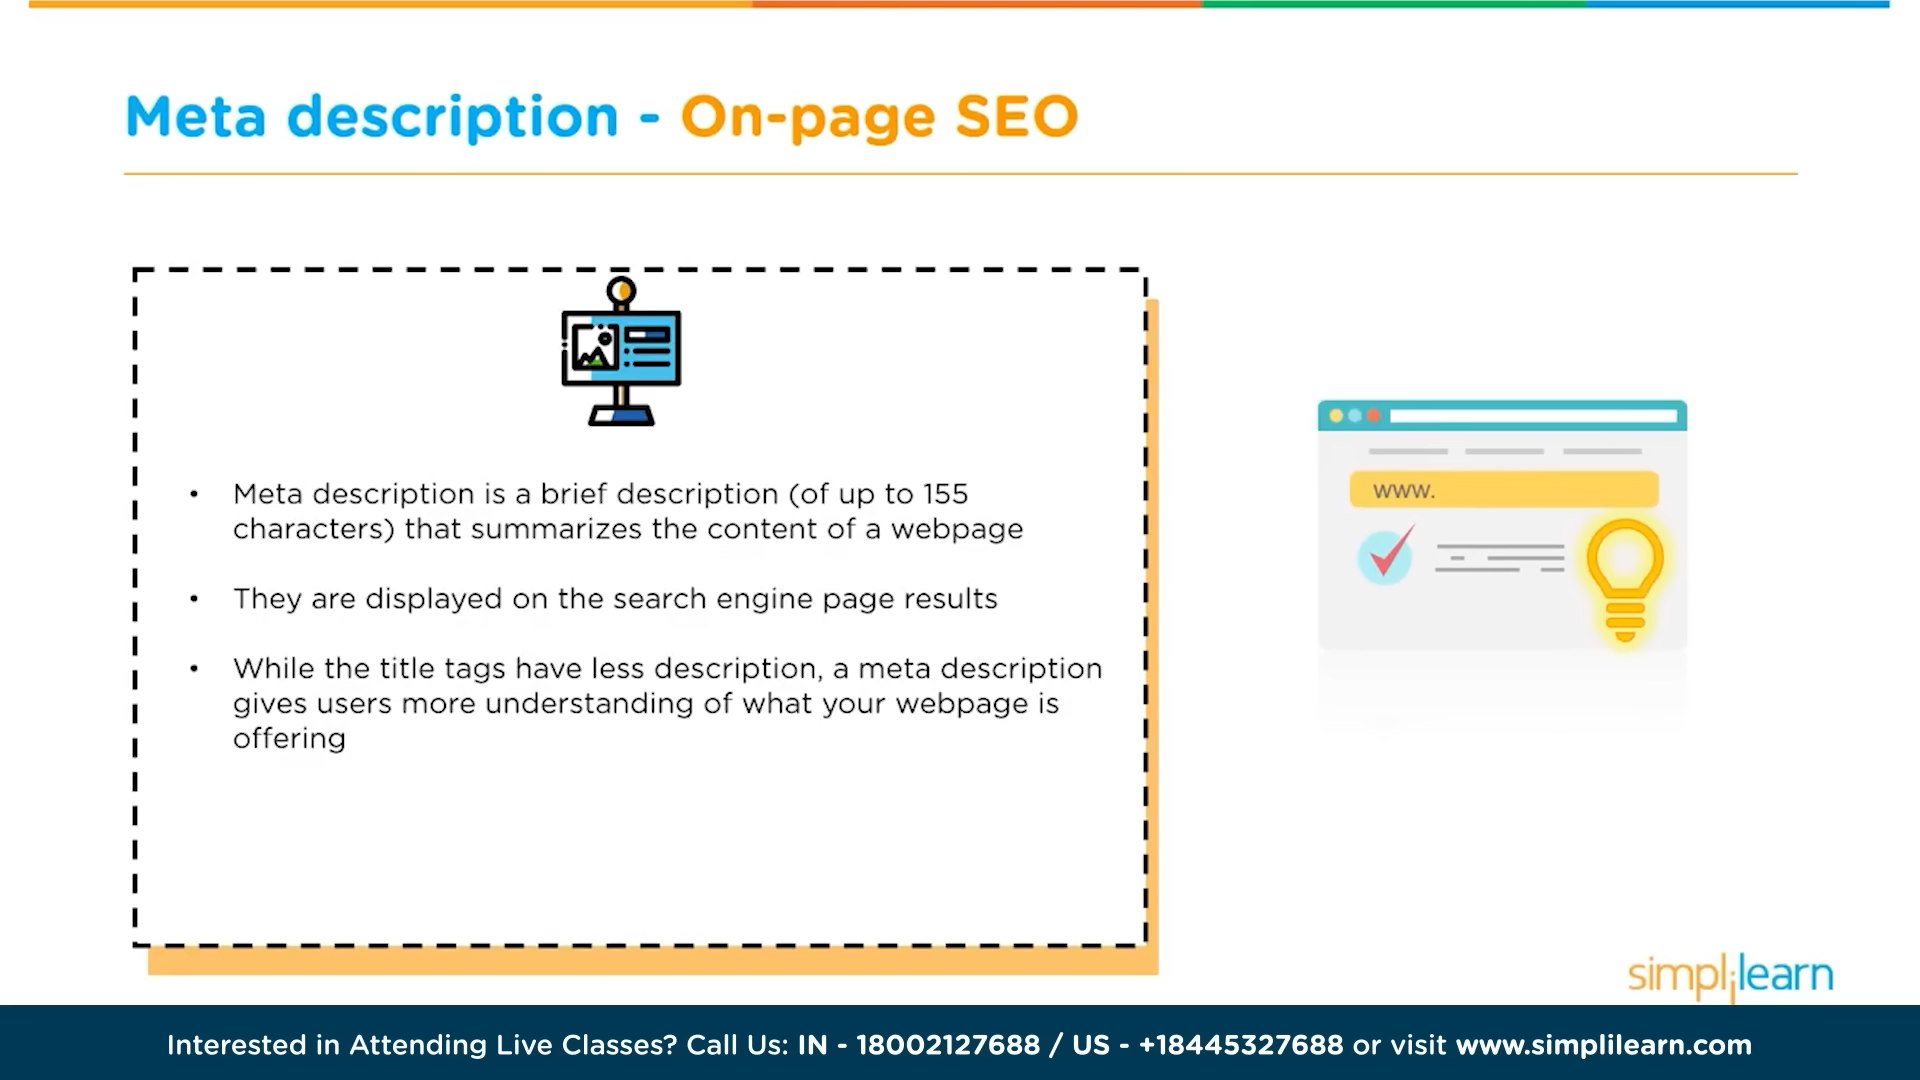 Meta description - On-page SEO
• Meta description is a brief description (of up to 155
characters) that summarizes the content of a webpage
• They are displayed on the search engine page results
• While the title tags have less description, a meta description
gives users more understanding of what your webpage is
offering
www.
simplilearn
Interested in Attending Live Classes? Call Us: IN - 18002127688 / US - +18445327688 or visit www.simplilearn.com